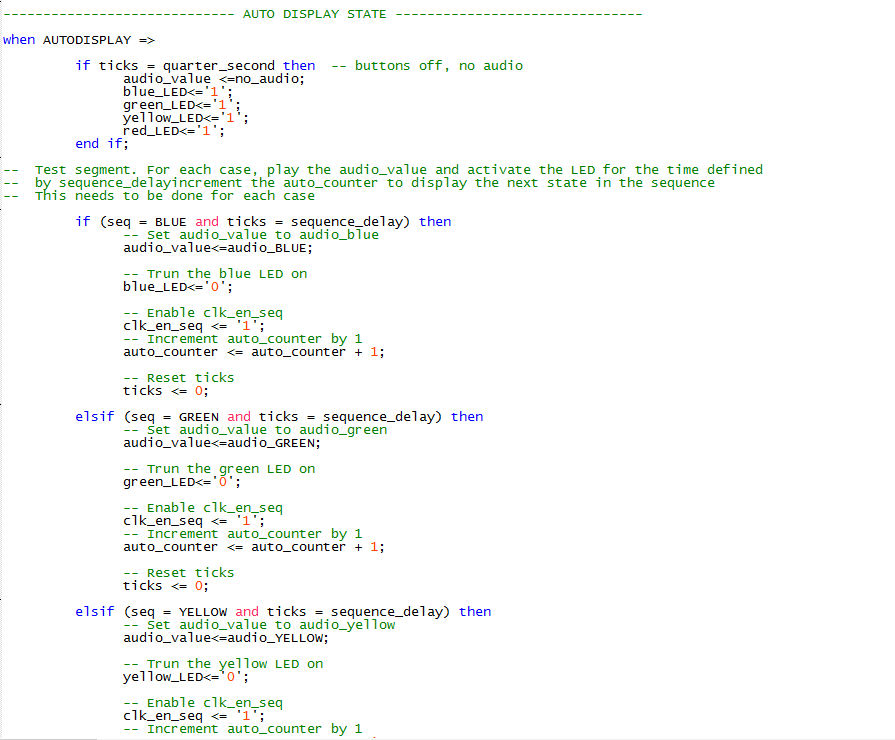 ----------------------------- AUTO DISPLAY STATE -------------------------------
when AUTODISPLAY =>
if ticks = quarter_second then -- buttons off, no audio
audio_value <=no_audio;
blue_LED<='1';
green_LED<='1';
yellow_LED<='1';
red_LED<='1';
end if;
-- Test segment. For each case, play the audio_value and activate the LED for the time defined
-- by sequence_delayincrement the auto_counter to display the next state in the sequence
-- This needs to be done for each case
if (seq = BLUE and ticks = sequence_delay) then
-- Set audio_value to audio_blue
audio_value<=audio_BLUE;
-- Trun the blue LED on
blue_LED<='0';
-- Enable clk_en_seq
clk_en_seq <= '1';
-- Increment auto_counter by 1
auto_counter <= auto_counter + 1;
-- Reset ticks
ticks <= 0;
elsif (seq = GREEN and ticks = sequence_delay) then
-- Set audio_value to audio_green
audio_value<=audio_GREEN;
-- Trun the green LED on
green_LED<='0';
-- Enable clk_en_seq
clk_en_seq <= '1';
-- Increment auto_counter by 1
auto_counter <= auto_counter + 1;
-- Reset ticks
ticks <= 0;
elsif (seq = YELLOW and ticks = sequence_delay) then
-- Set audio_value to audio_yellow
audio_value<=audio_YELLOW;
-- Trun the yellow LED on
yellow_LED<='0';
-- Enable clk_en_seq
clk_en_seq <= '1';
-- Increment auto_counter by 1